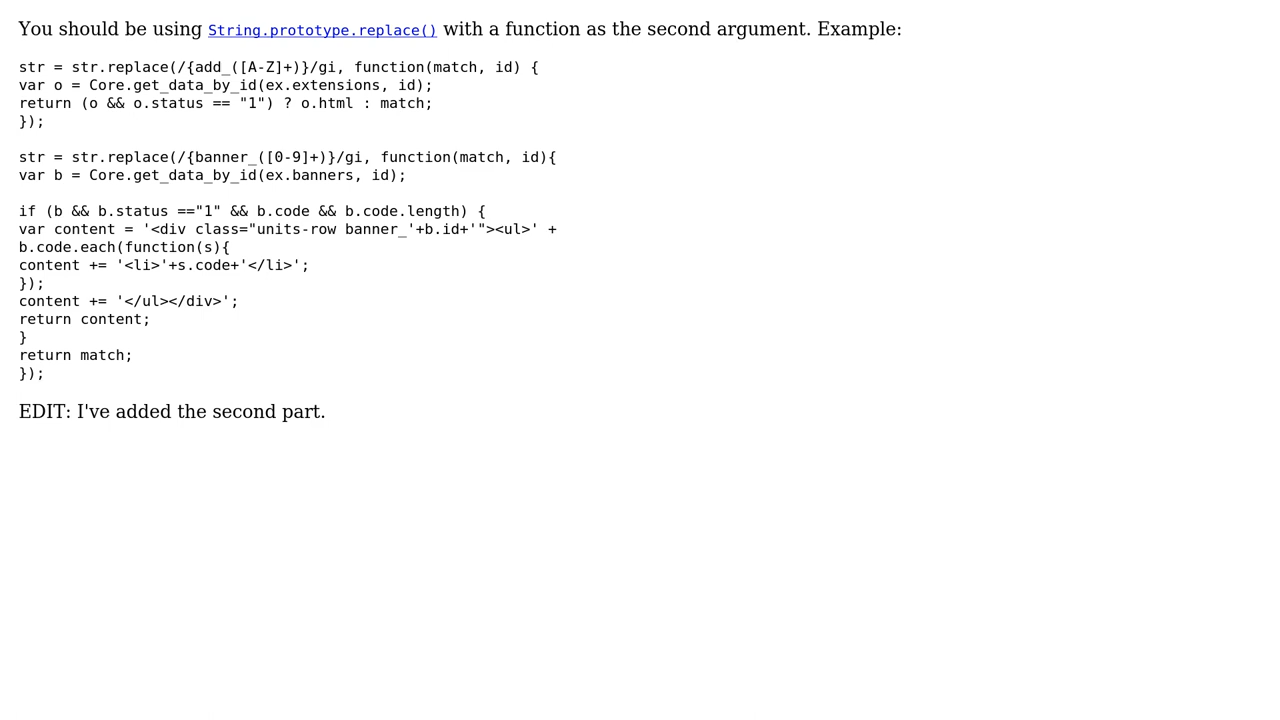 You should be using String.prototype.replace() with a function as the second argument. Example:
str = str.replace(/{add_([A-Z]+)}/gi, function(match, id) {
var o = Core.get_data_by_id(ex.extensions, id);
return (o && o.status == "1") ? o.html : match;
});
str = str.replace(/{banner_([0-9]+)}/gi, function(match, id){
var b = Core.get_data_by_id(ex.banners, id);
if (b && b.status =="1" && b.code && b.code.length) {
var content = '<div class="units-row banner_'+b.id+'"><ul>' +
b.code.each(function(s){
content += '<li>'+s.code+'</li>';
});
content += '</ul></div>';
return content;
}
return match;
});
EDIT: I've added the second part.